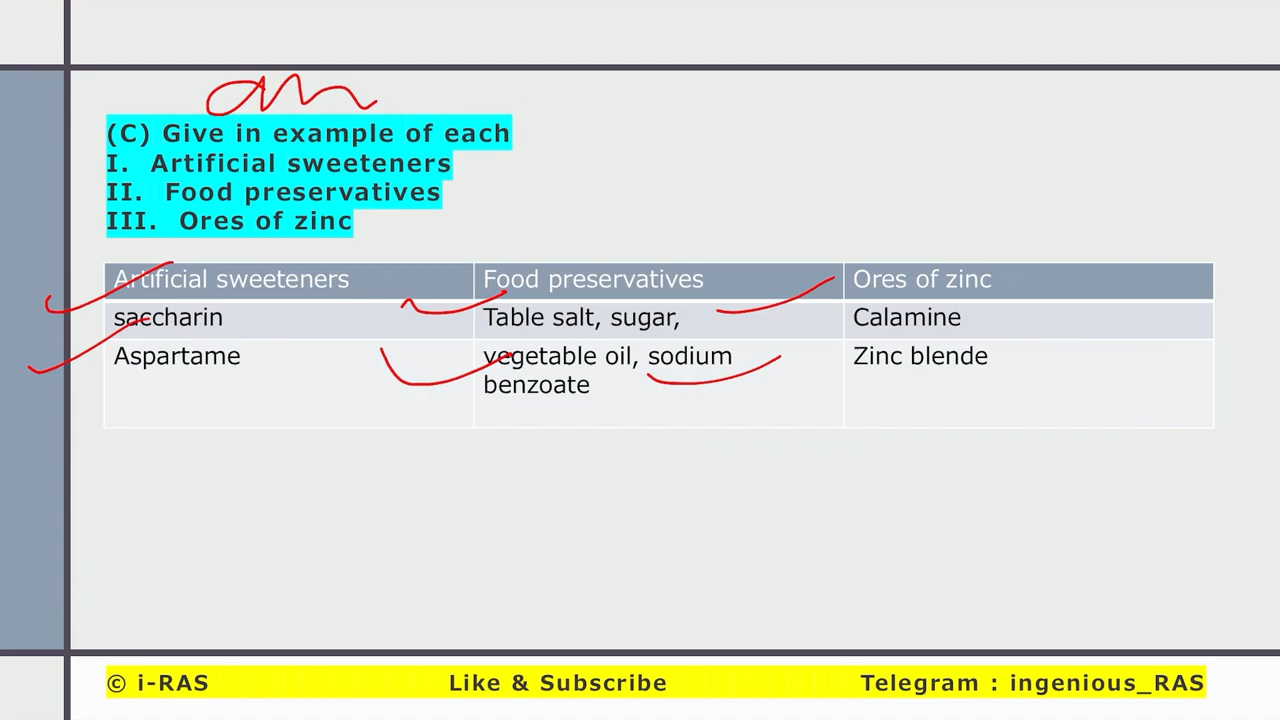 an
(C) Give in example of each
I. Artificial sweeteners
II. Food preservatives
III. Ores of zinc
Artificial sweeteners Food preservatives Ores of zinc
saccharin Table salt, sugar, Calamine
Aspartame vegetable oil, sodium benzoate Zinc blende
© i-RAS Like & Subscribe Telegram : ingenious_RAS